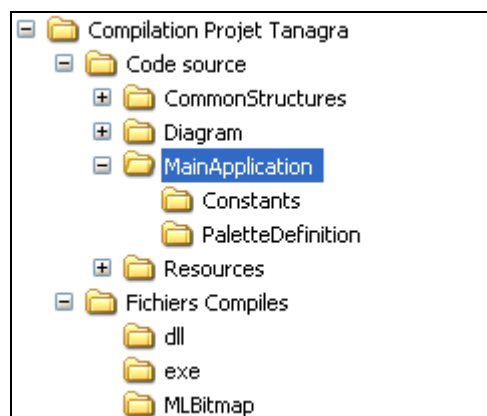 Compilation Projet Tanagra
Code source
CommonStructures
Diagram
MainApplication
Constants
PaletteDefinition
Resources
Fichiers Compiles
dll
exe
MLBitmap